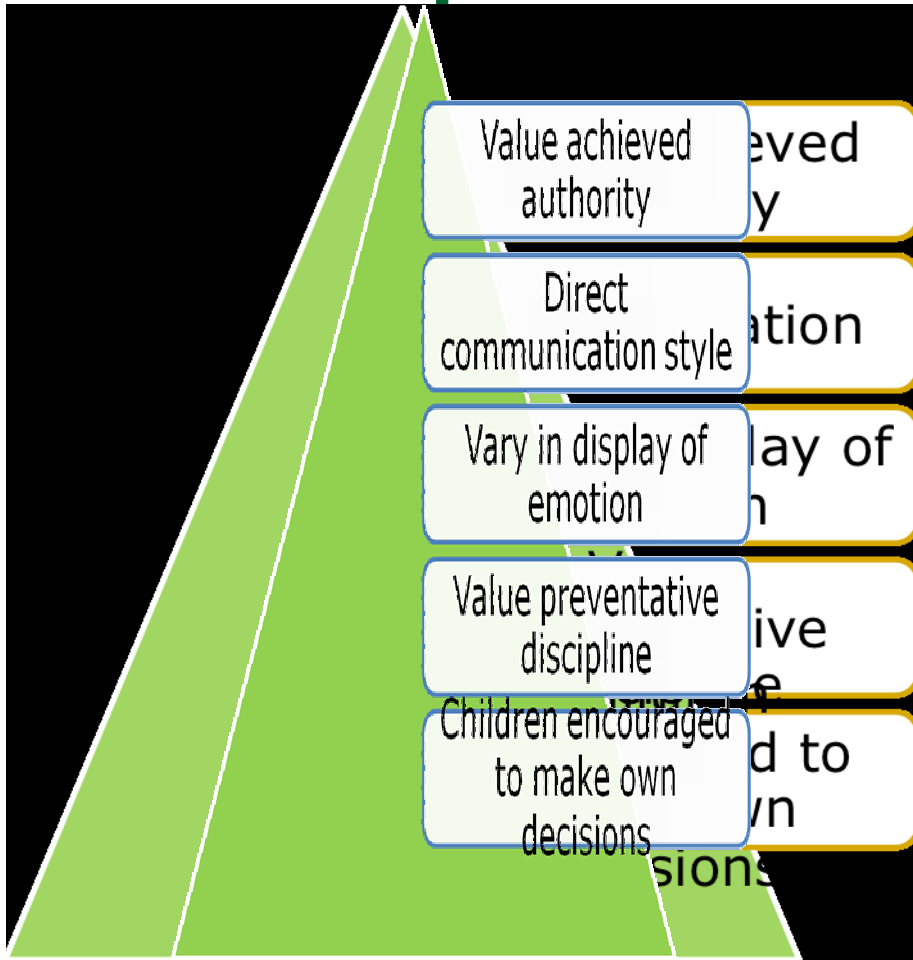 Value achieved
authority
eved
y
Direct
communication style
ation
Vary in display of
emotion
lay of
n
Value preventative
discipline
ive
e
Children encouraged
to make own
decisions
d to
wn
sions